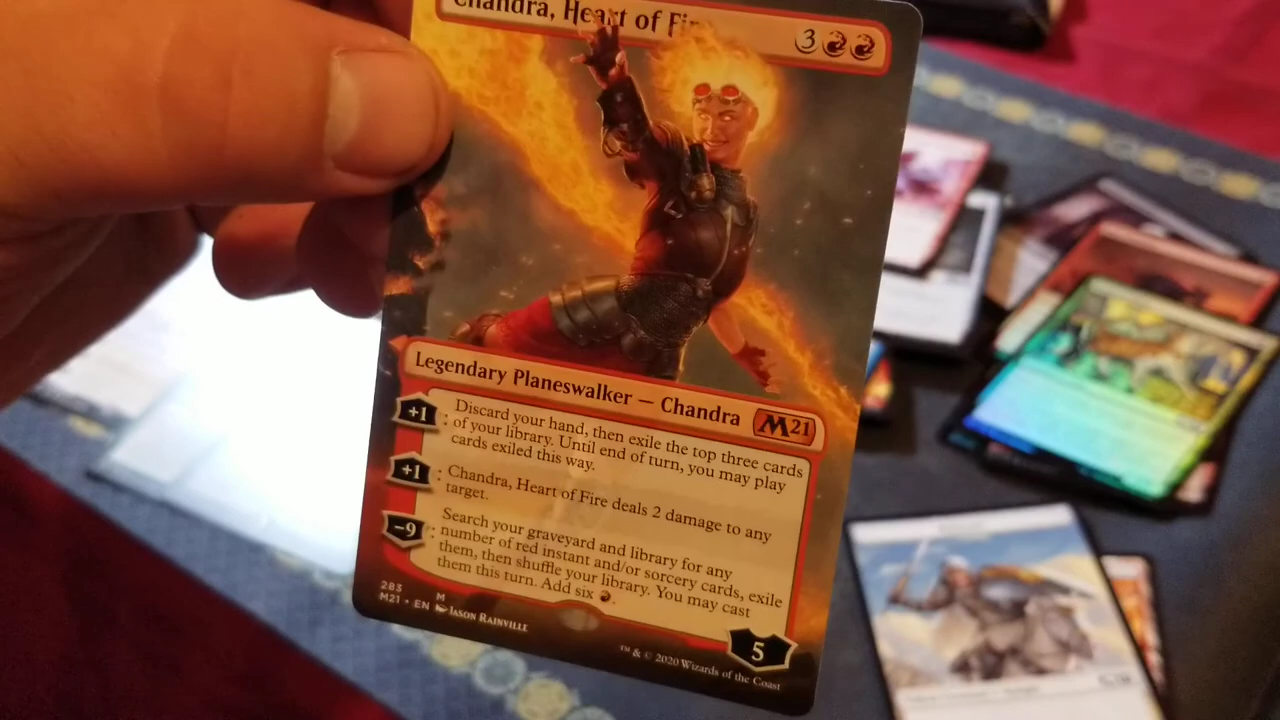 Chandra, Heart of Fire
3
Legendary Planeswalker — Chandra
M21
+1 : Discard your hand, then exile the top three cards
of your library. Until end of turn, you may play
cards exiled this way.
+1 : Chandra, Heart of Fire deals 2 damage to any
target.
−9 : Search your graveyard and library for any
number of red instant and/or sorcery cards, exile
them, then shuffle your library. You may cast
them this turn. Add six
283 M
M21 • EN JASON RAINVILLE
5
™ & © 2020 Wizards of the Coast